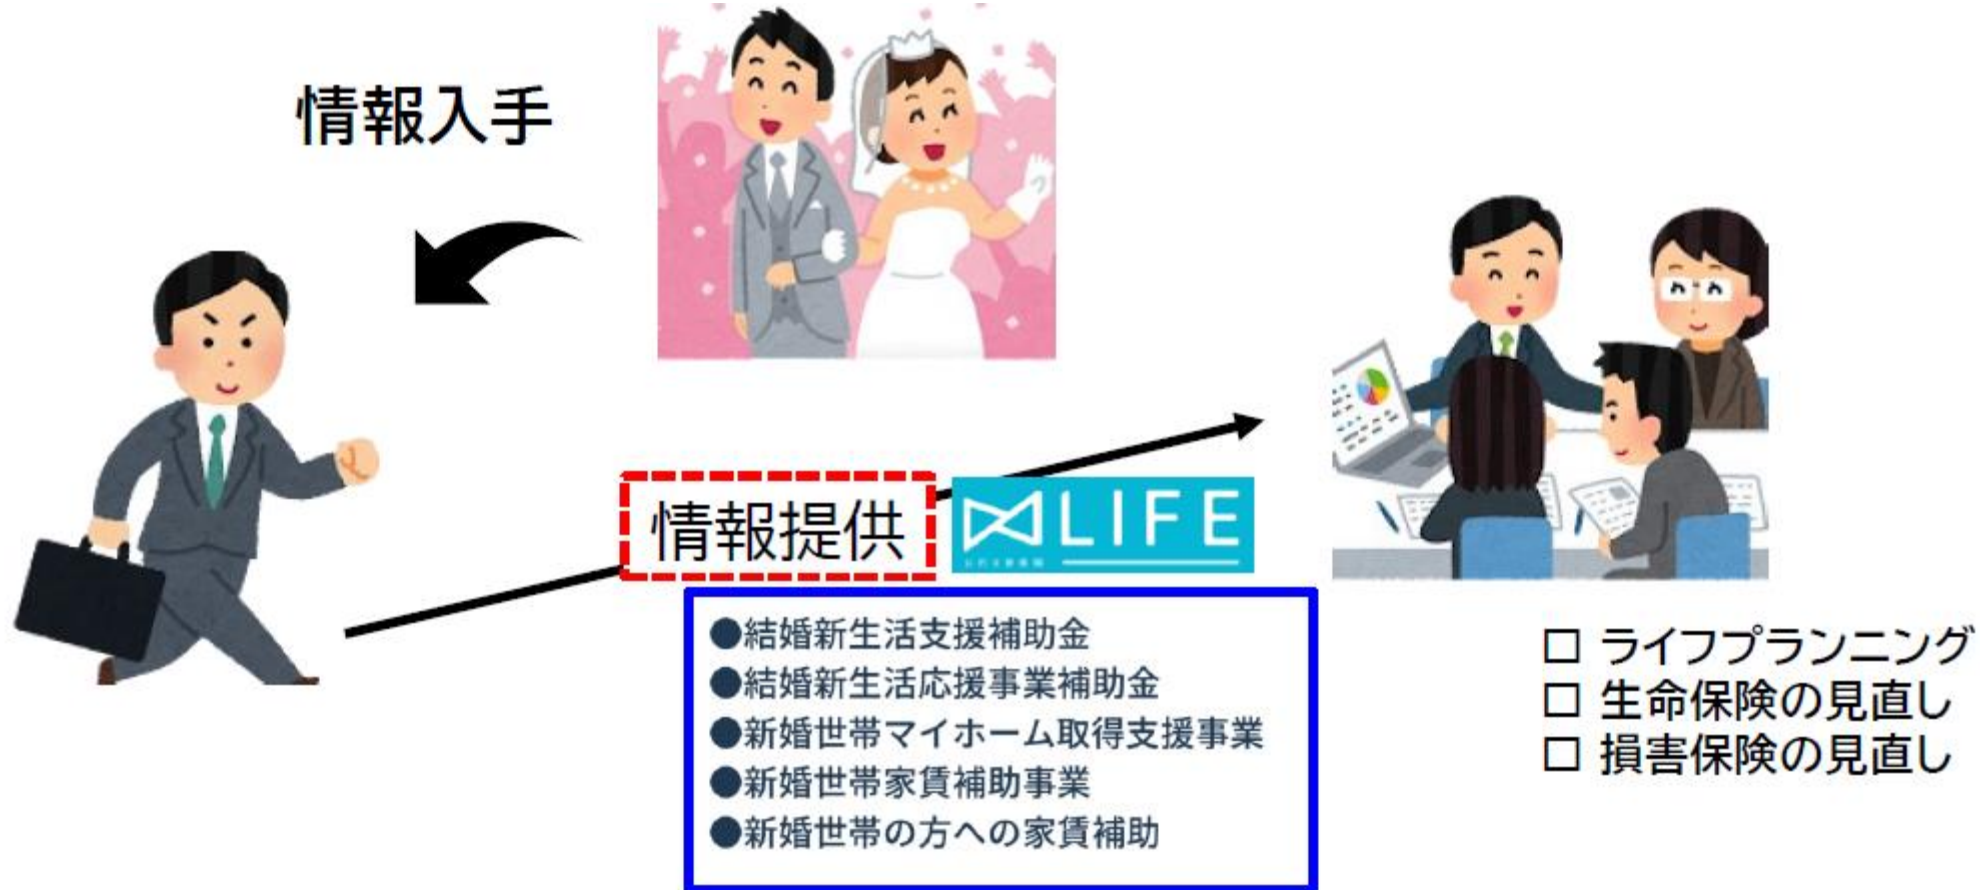 情報入手
情報提供
LIFE
●結婚新生活支援補助金
●結婚新生活応援事業補助金
●新婚世帯マイホーム取得支援事業
●新婚世帯家賃補助事業
●新婚世帯の方への家賃補助
□ ライフプランニング
□ 生命保険の見直し
□ 損害保険の見直し